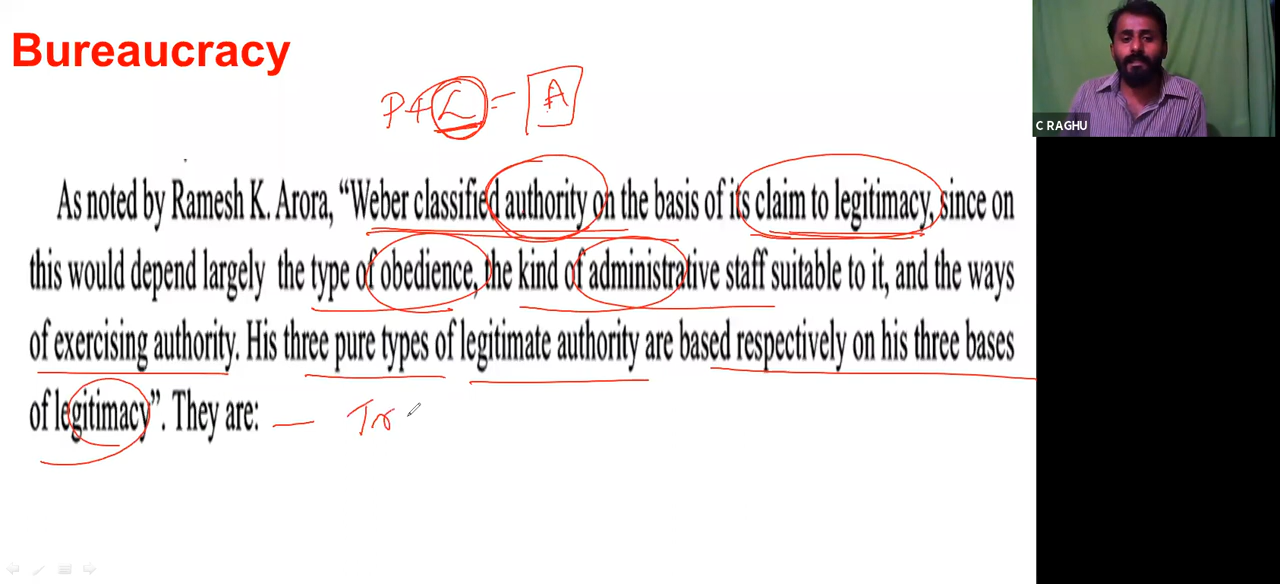 Bureaucracy
P+L = A
C RAGHU
As noted by Ramesh K. Arora, “Weber classified authority on the basis of its claim to legitimacy, since on
this would depend largely the type of obedience, the kind of administrative staff suitable to it, and the ways
of exercising authority. His three pure types of legitimate authority are based respectively on his three bases
of legitimacy”. They are: — Tr